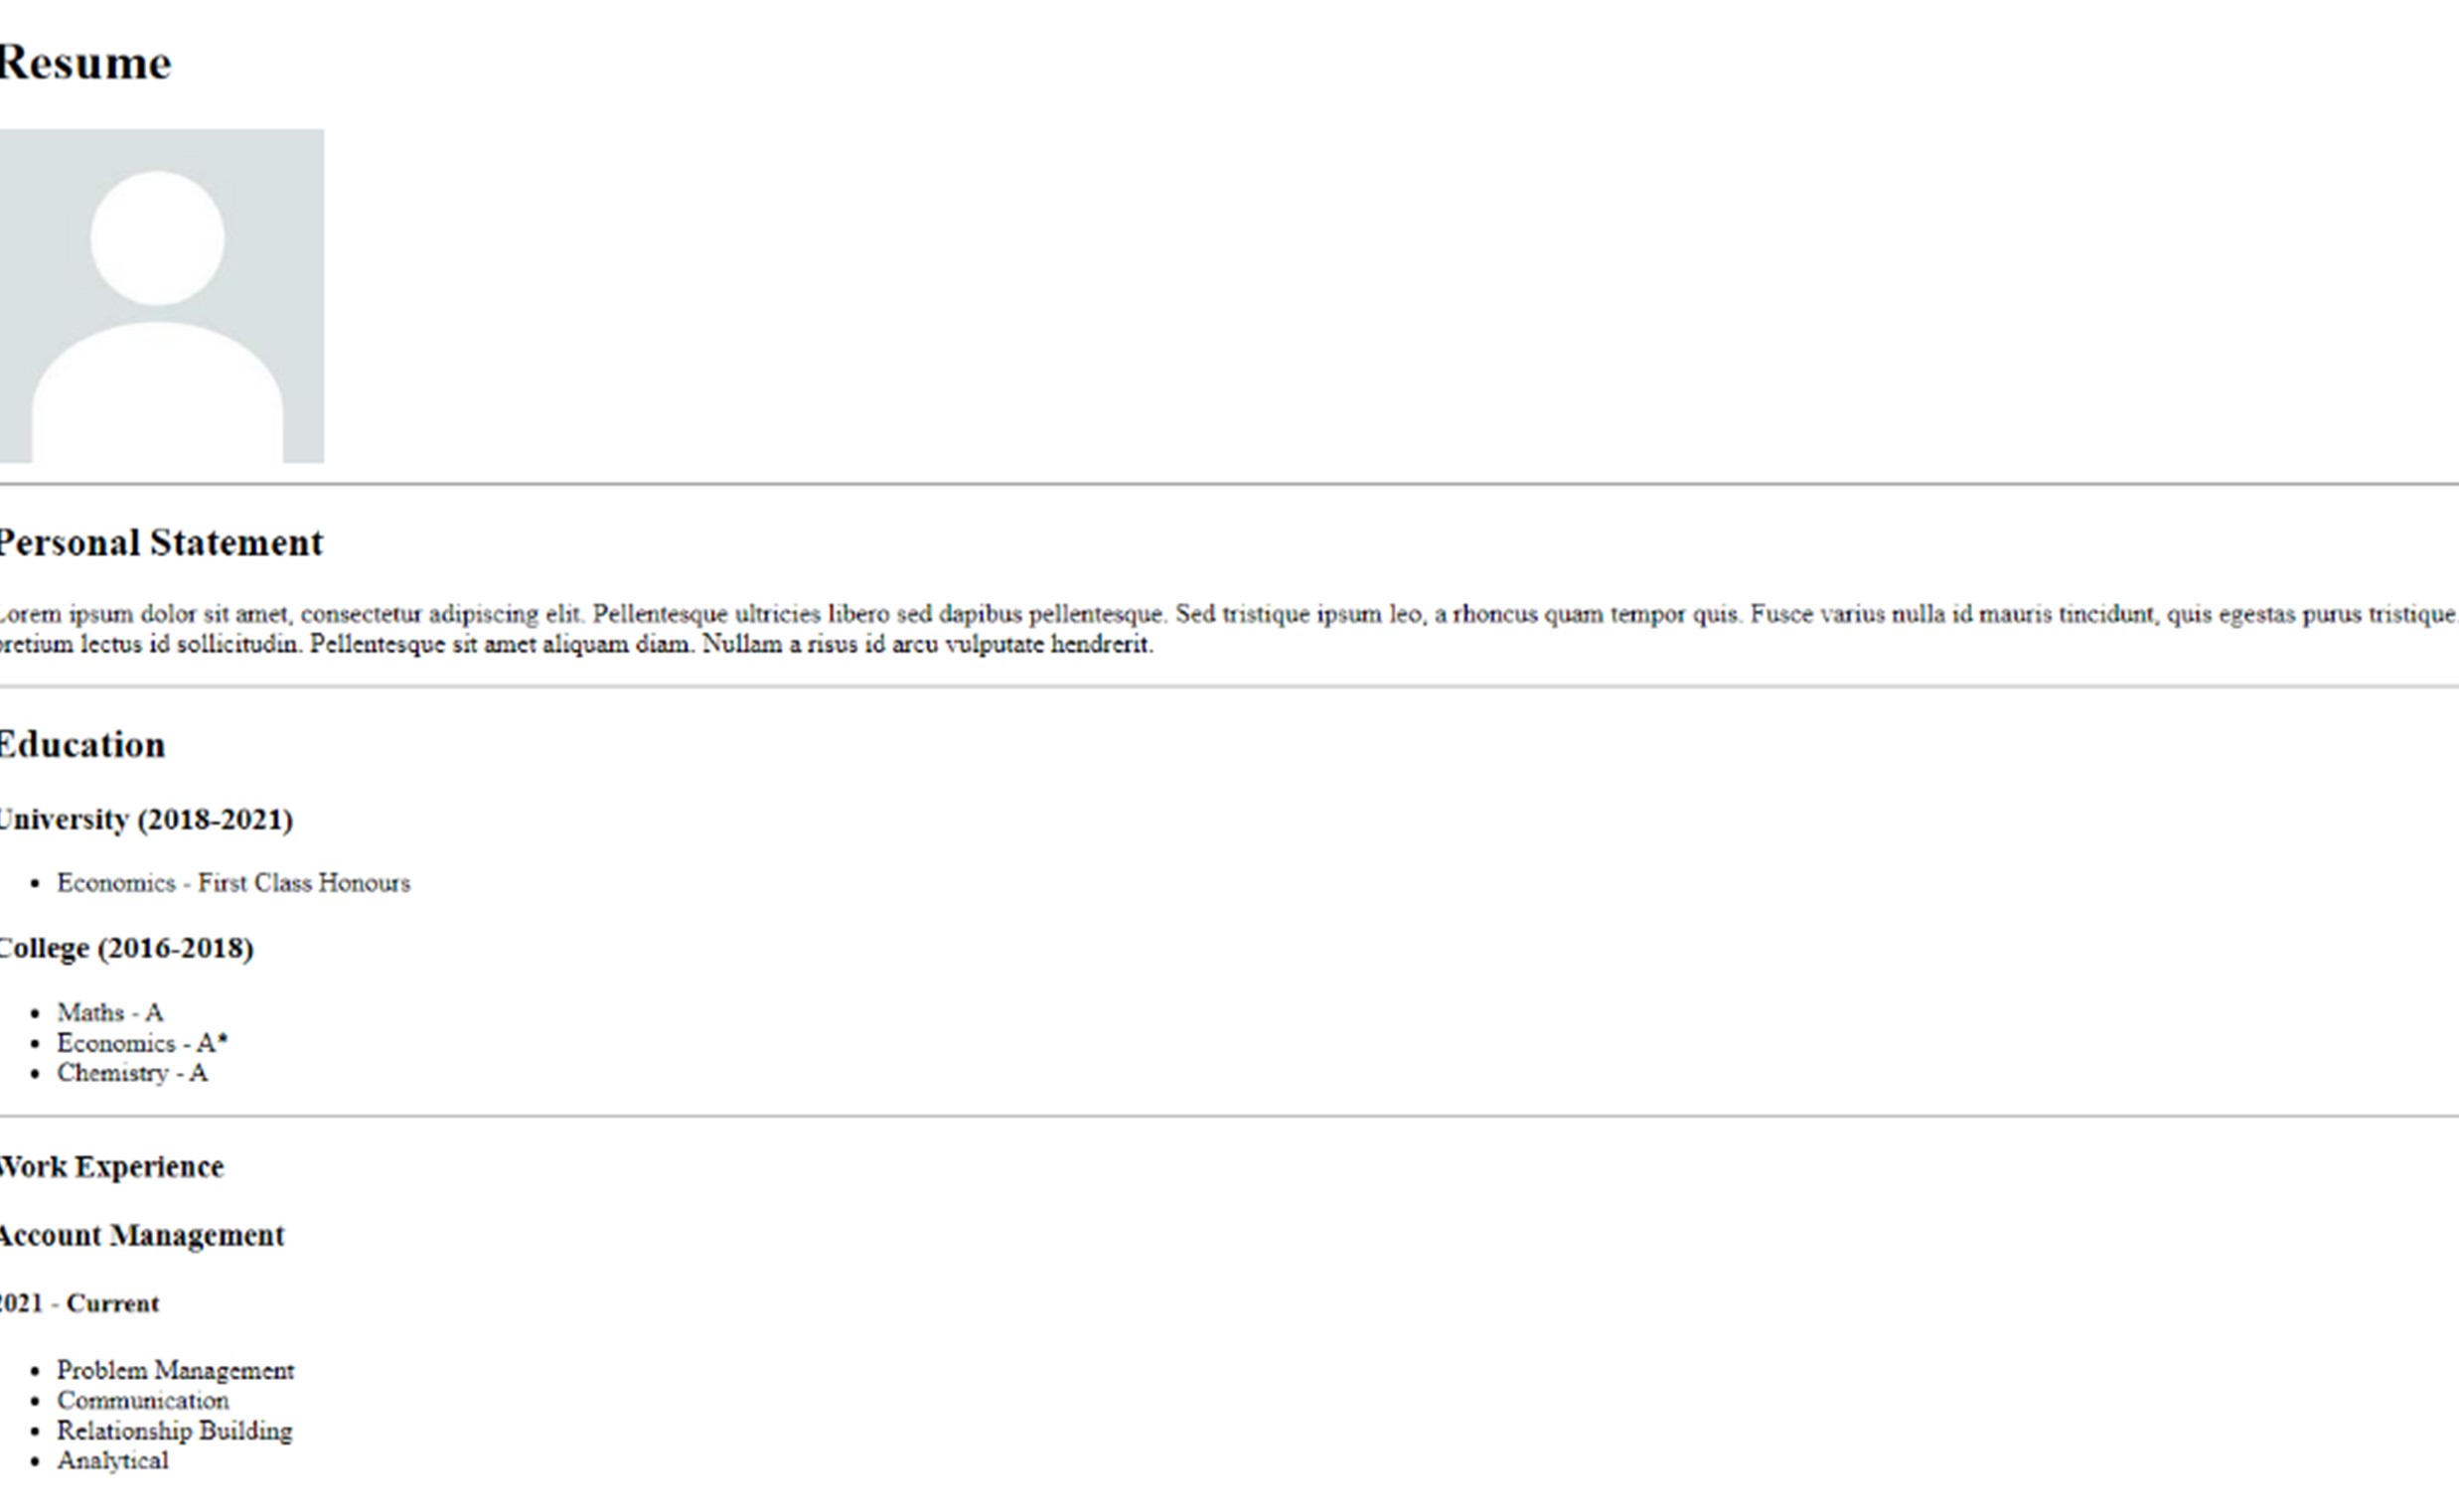 Resume
Personal Statement
Lorem ipsum dolor sit amet, consectetur adipiscing elit. Pellentesque ultricies libero sed dapibus pellentesque. Sed tristique ipsum leo, a rhoncus quam tempor quis. Fusce varius nulla id mauris tincidunt, quis egestas purus tristique.
pretium lectus id sollicitudin. Pellentesque sit amet aliquam diam. Nullam a risus id arcu vulputate hendrerit.
Education
University (2018-2021)
• Economics - First Class Honours
College (2016-2018)
• Maths - A
• Economics - A*
• Chemistry - A
Work Experience
Account Management
2021 - Current
• Problem Management
• Communication
• Relationship Building
• Analytical